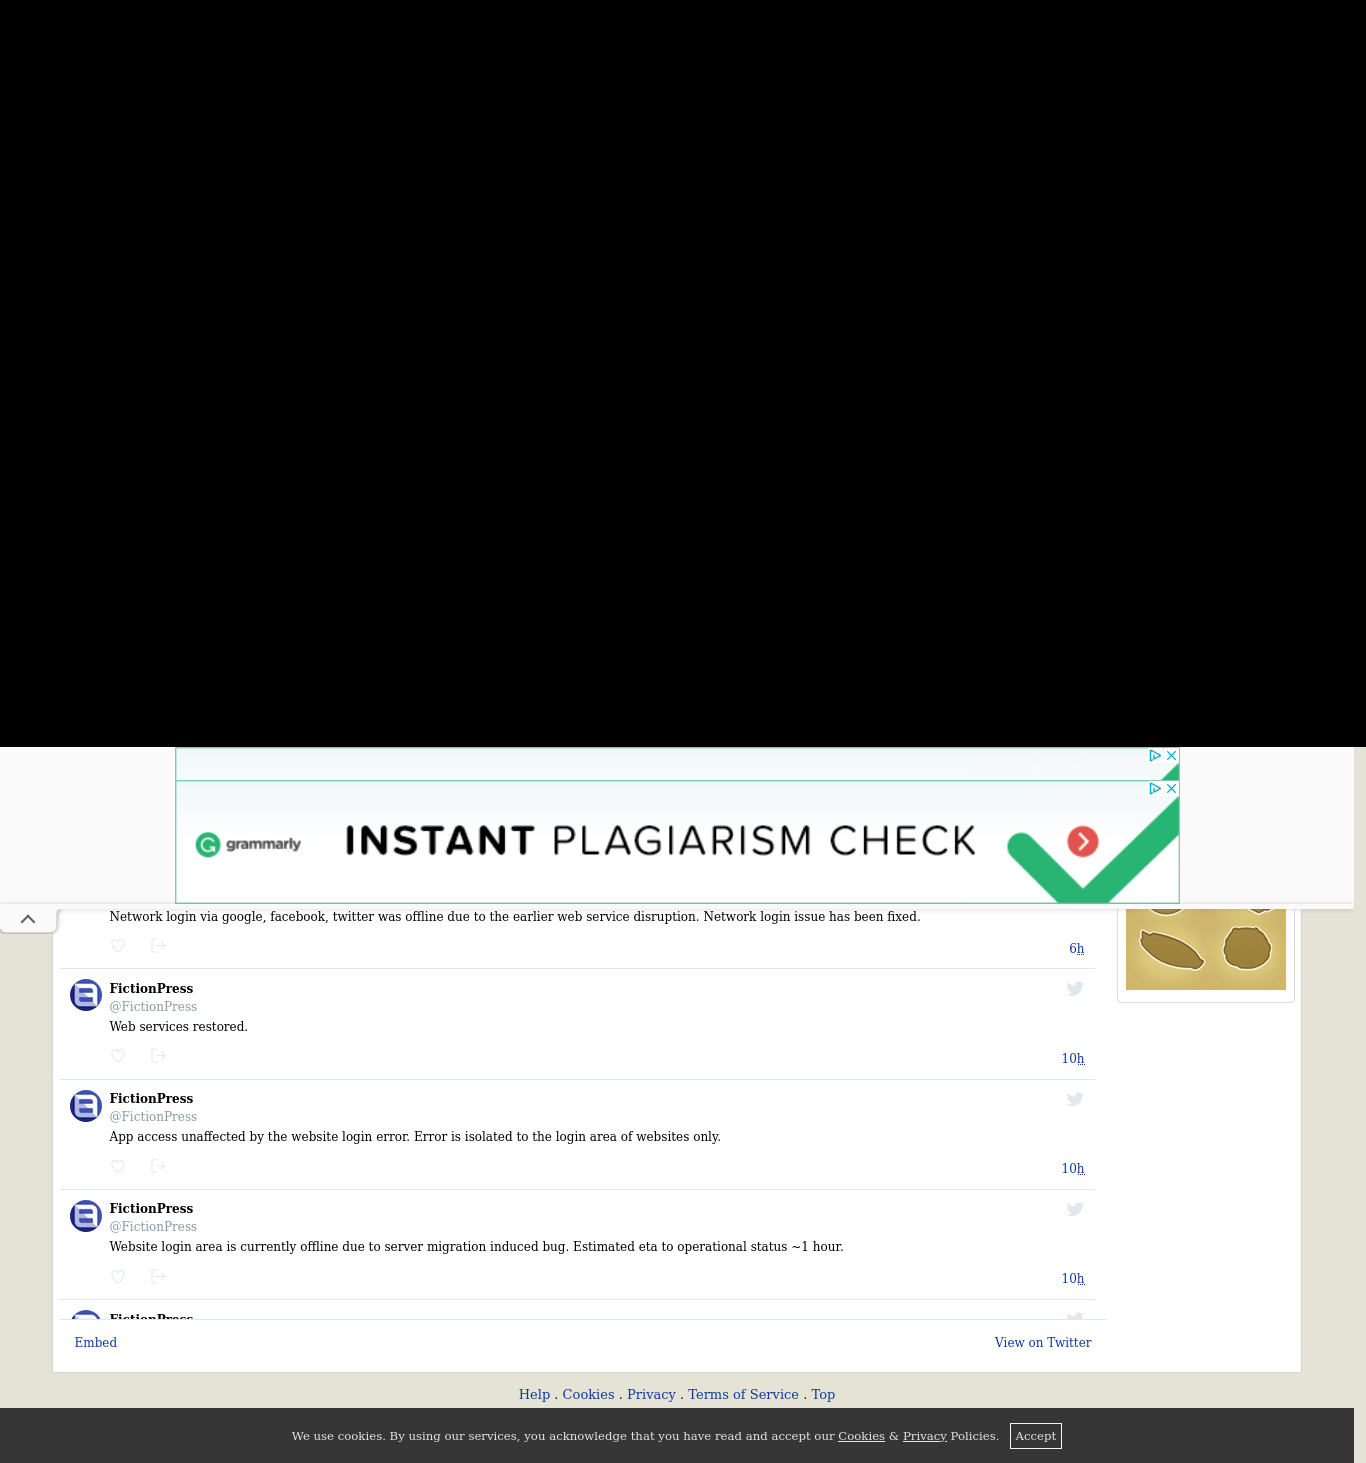 grammarly
INSTANT PLAGIARISM CHECK
Network login via google, facebook, twitter was offline due to the earlier web service disruption. Network login issue has been fixed.
6h
FictionPress
@FictionPress
Web services restored.
10h
FictionPress
@FictionPress
App access unaffected by the website login error. Error is isolated to the login area of websites only.
10h
FictionPress
@FictionPress
Website login area is currently offline due to server migration induced bug. Estimated eta to operational status ~1 hour.
10h
FictionPress
Embed
View on Twitter
Help . Cookies . Privacy . Terms of Service . Top
We use cookies. By using our services, you acknowledge that you have read and accept our Cookies & Privacy Policies. Accept